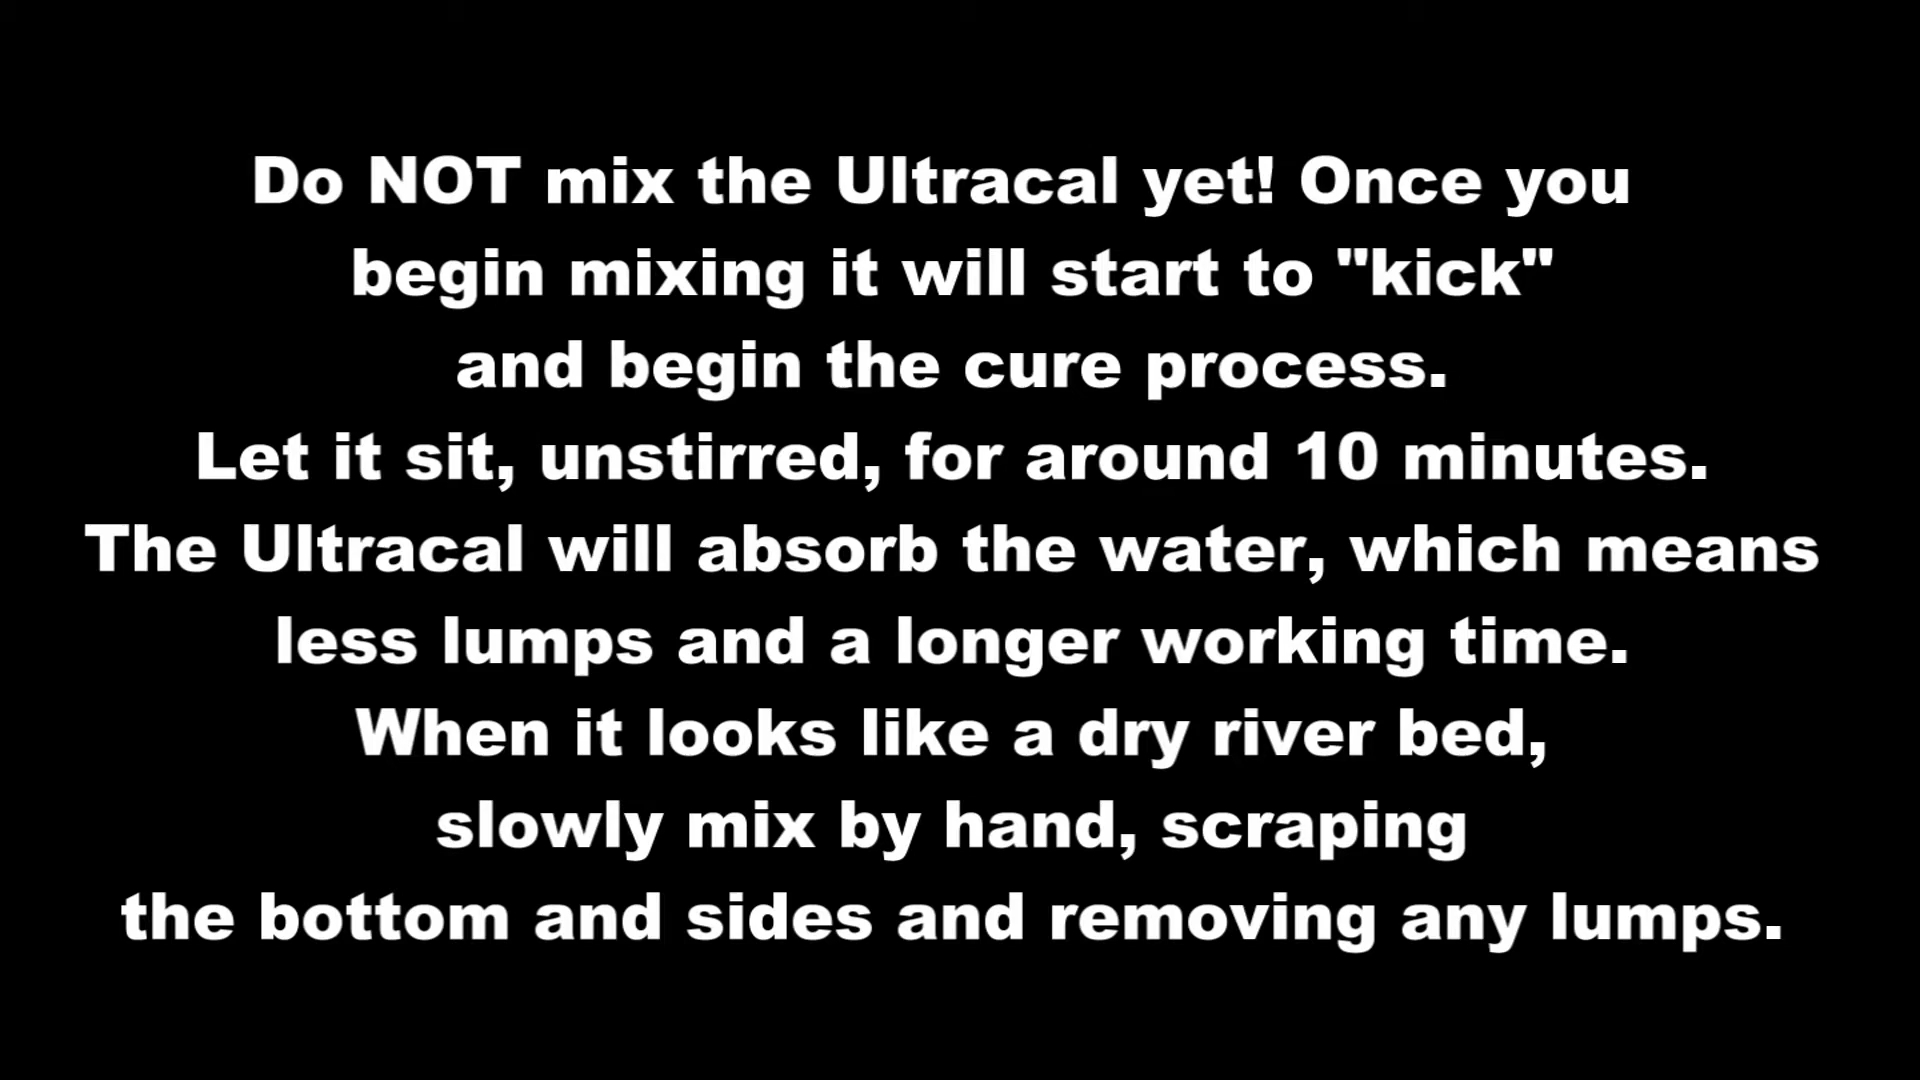 Do NOT mix the Ultracal yet! Once you
begin mixing it will start to "kick"
and begin the cure process.
Let it sit, unstirred, for around 10 minutes.
The Ultracal will absorb the water, which means
less lumps and a longer working time.
When it looks like a dry river bed,
slowly mix by hand, scraping
the bottom and sides and removing any lumps.